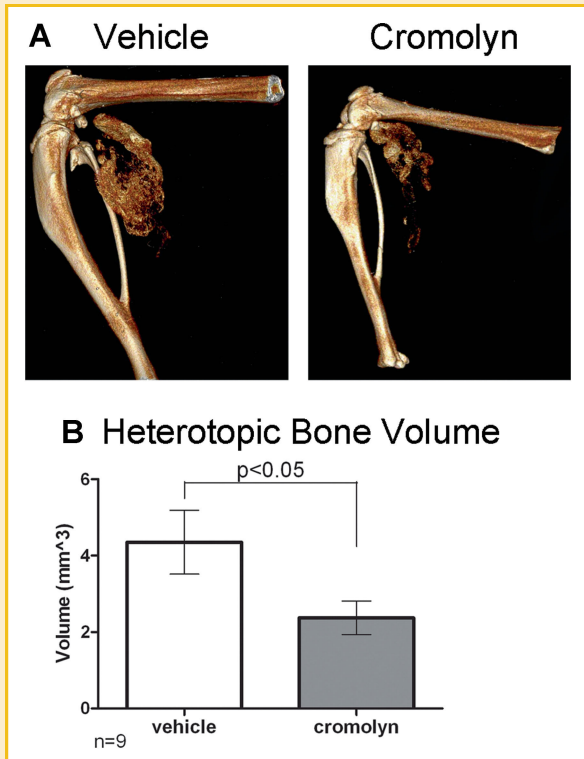 A Vehicle Cromolyn
B Heterotopic Bone Volume
p<0.05
6
4
2
0
Volume (mm^3)
vehicle cromolyn
n=9